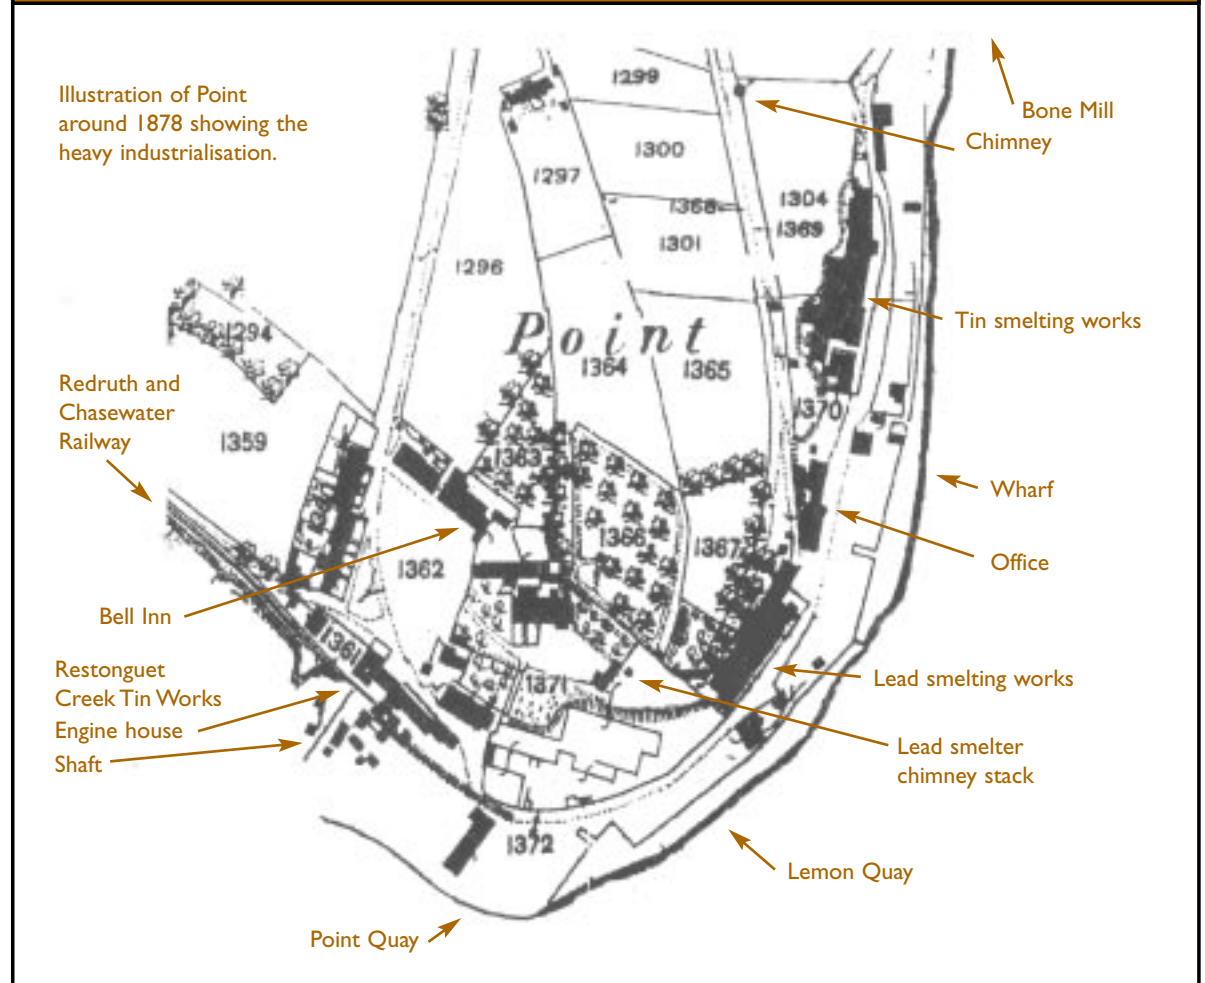 Illustration of Point
around 1878 showing the
heavy industrialisation.
Bone Mill
Chimney
1299
1300
1297
1368
1304
1301
1369
1296
Tin smelting works
1294
Point
1364
1365
Redruth and
Chasewater
Railway
1370
1359
1363
Wharf
1366
1367
1362
Office
Bell Inn
1361
Restonguet
Creek Tin Works
Engine house
Shaft
1371
Lead smelting works
Lead smelter
chimney stack
1372
Lemon Quay
Point Quay